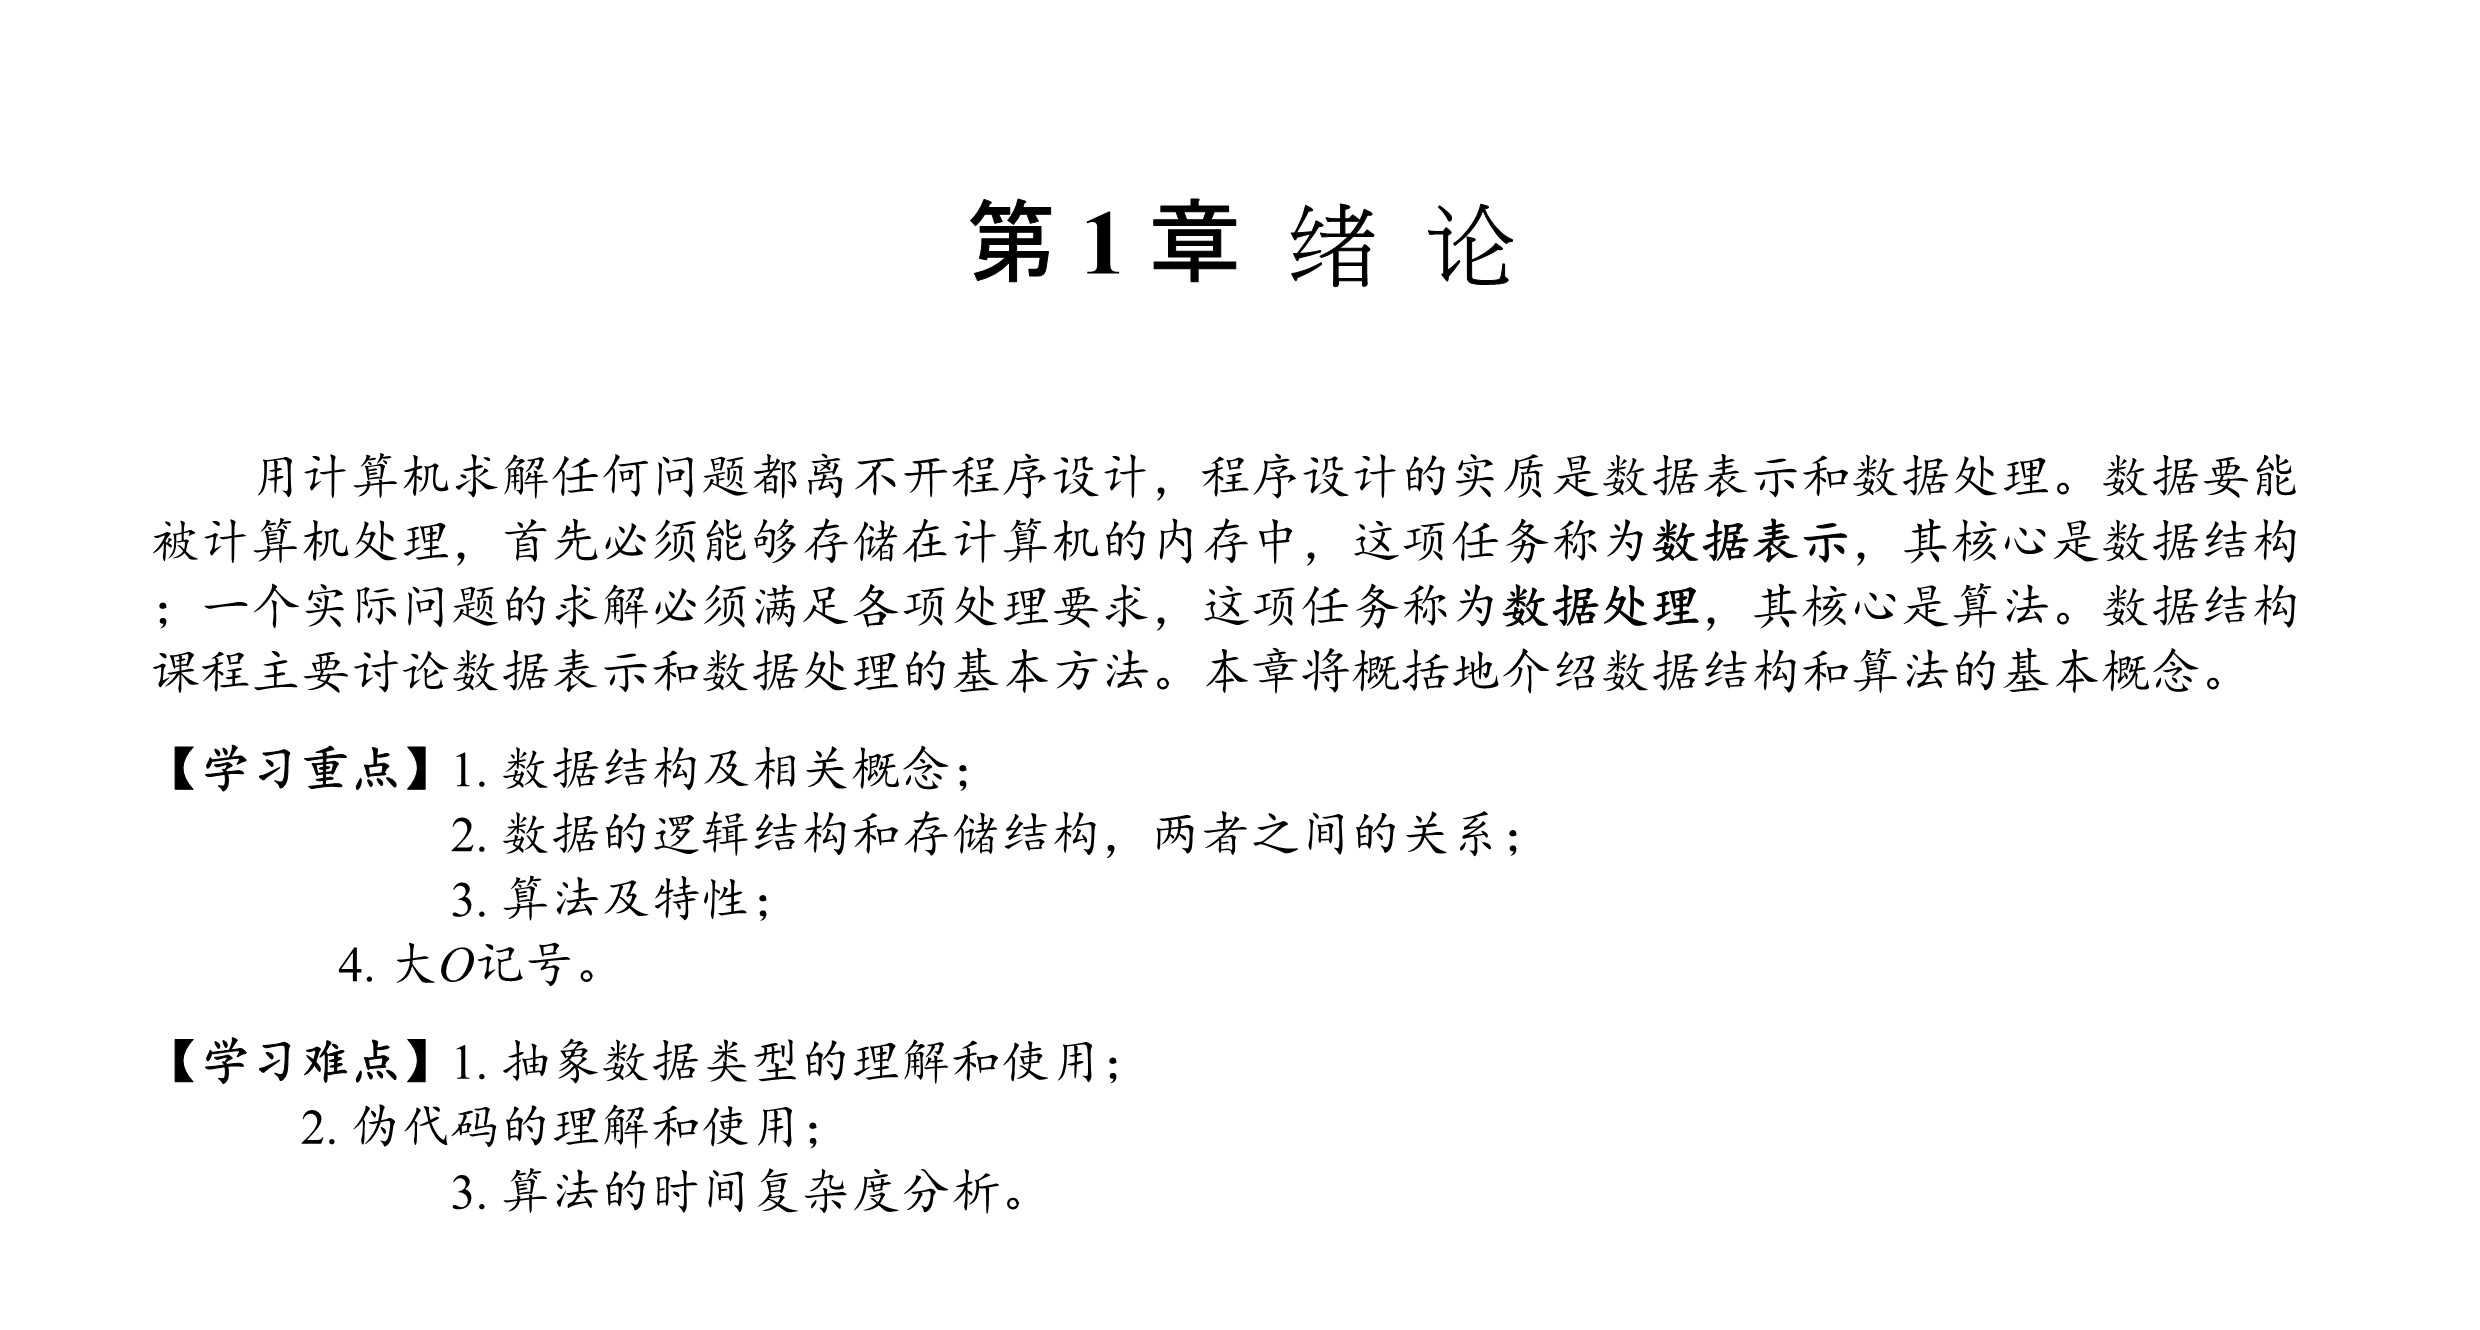 第 1 章 绪 论
用计算机求解任何问题都离不开程序设计，程序设计的实质是数据表示和数据处理。数据要能
被计算机处理，首先必须能够存储在计算机的内存中，这项任务称为数据表示，其核心是数据结构
；一个实际问题的求解必须满足各项处理要求，这项任务称为数据处理，其核心是算法。数据结构
课程主要讨论数据表示和数据处理的基本方法。本章将概括地介绍数据结构和算法的基本概念。
【学习重点】1. 数据结构及相关概念；
2. 数据的逻辑结构和存储结构，两者之间的关系；
3. 算法及特性；
4. 大O记号。
【学习难点】1. 抽象数据类型的理解和使用；
2. 伪代码的理解和使用；
3. 算法的时间复杂度分析。